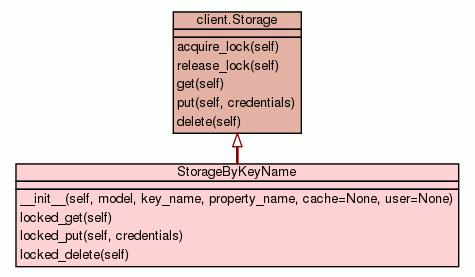 client.Storage
acquire_lock(self)
release_lock(self)
get(self)
put(self, credentials)
delete(self)
StorageByKeyName
__init__(self, model, key_name, property_name, cache=None, user=None)
locked_get(self)
locked_put(self, credentials)
locked_delete(self)